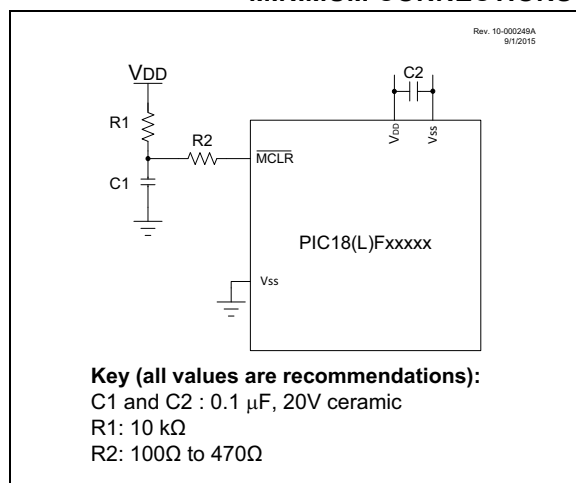 Rev. 10-000249A
9/1/2015
C2
VDD
R1
R2
VDD
Vss
MCLR
C1
PIC18(L)Fxxxxx
Vss
Key (all values are recommendations):
C1 and C2 : 0.1 μF, 20V ceramic
R1: 10 kΩ
R2: 100Ω to 470Ω